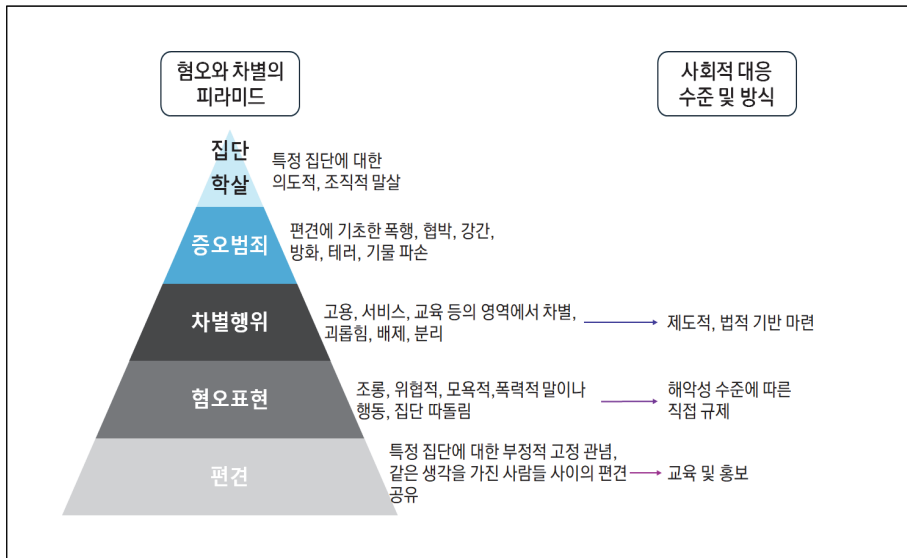 혐오와 차별의
피라미드
사회적 대응
수준 및 방식
집단
학살
특정 집단에 대한
의도적, 조직적 말살
증오범죄
편견에 기초한 폭행, 협박, 강간,
방화, 테러, 기물 파손
차별행위
고용, 서비스, 교육 등의 영역에서 차별,
괴롭힘, 배제, 분리
제도적, 법적 기반 마련
혐오표현
조롱, 위협적, 모욕적,폭력적 말이나
행동, 집단 따돌림
해악성 수준에 따른
직접 규제
편견
특정 집단에 대한 부정적 고정 관념,
같은 생각을 가진 사람들 사이의 편견
공유
교육 및 홍보